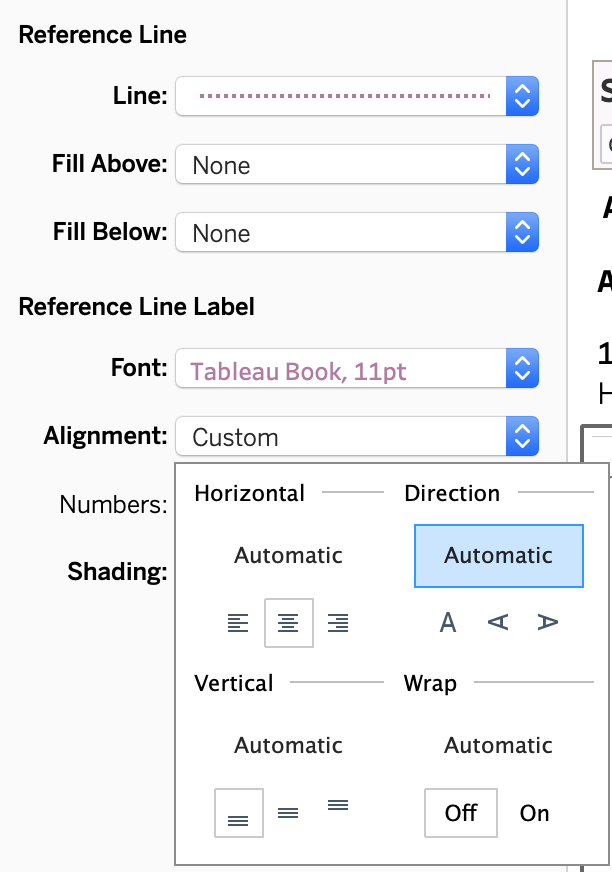 Reference Line
Line:
Fill Above: None
Fill Below: None
Reference Line Label
Font: Tableau Book, 11pt
Alignment: Custom
Numbers:
Shading:
Horizontal Direction
Automatic Automatic
A A A
Vertical Wrap
Automatic Automatic
Off On
S
A
A
1
H